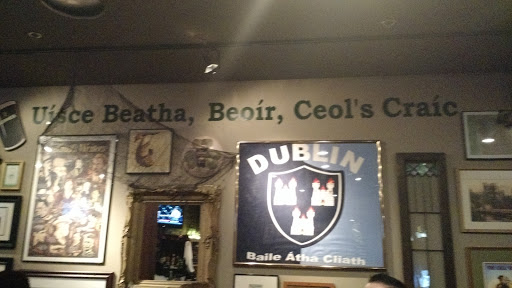 Uísce Beatha, Beoír, Ceol's Craíc
DUBLIN
Baile Átha Cliath